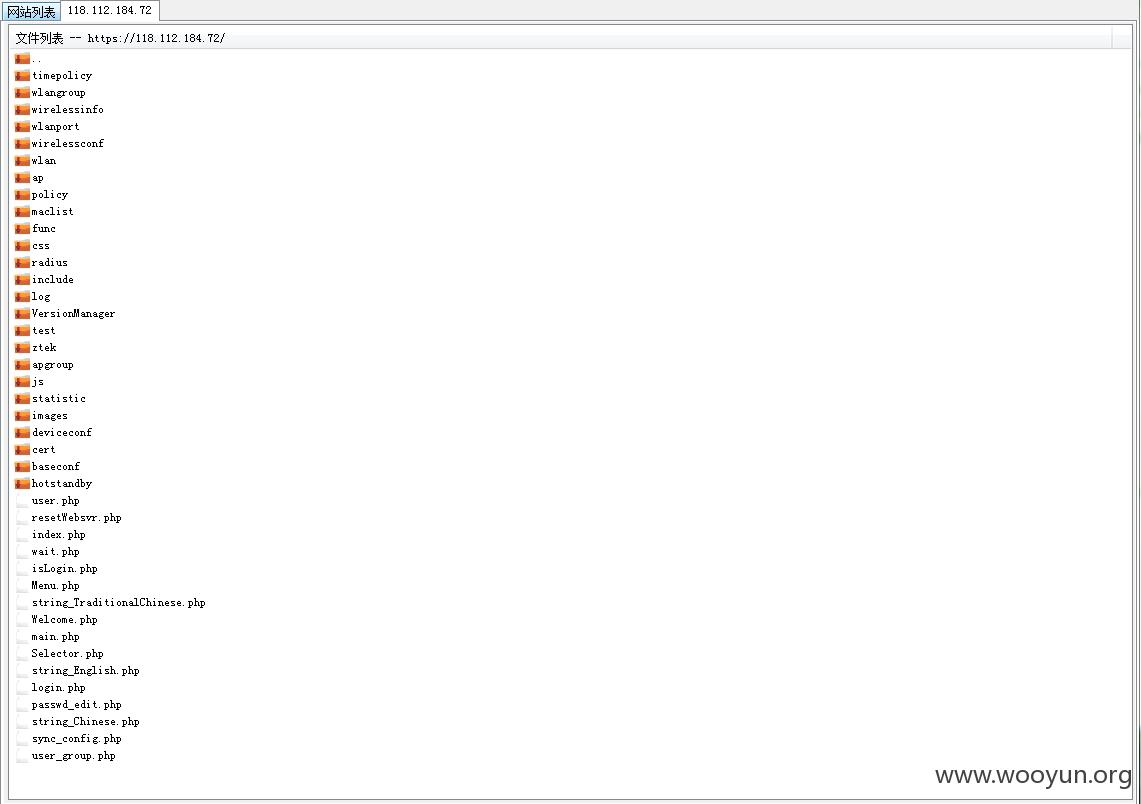 网站列表 118.112.184.72
文件列表 -- https://118.112.184.72/
..
timepolicy
wlangroup
wirelessinfo
wlanport
wirelessconf
wlan
ap
policy
maclist
func
css
radius
include
log
VersionManager
test
ztek
apgroup
js
statistic
images
deviceconf
cert
baseconf
hotstandby
user.php
resetWebsvr.php
index.php
wait.php
isLogin.php
Menu.php
string_TraditionalChinese.php
Welcome.php
main.php
Selector.php
string_English.php
login.php
passwd_edit.php
string_Chinese.php
sync_config.php
user_group.php
www.wooyun.org